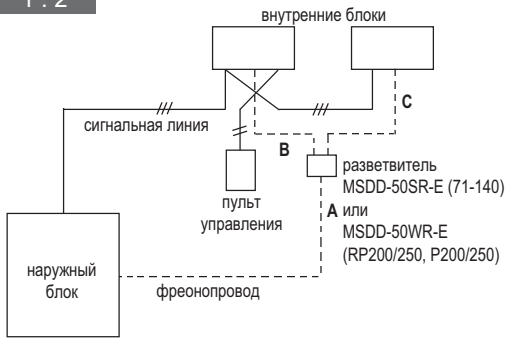 1 : 2
внутренние блоки
C
сигнальная линия
B
разветвитель
MSDD-50SR-E (71-140)
пульт
управления
A или
MSDD-50WR-E
(RP200/250, P200/250)
наружный
блок
фреонопровод